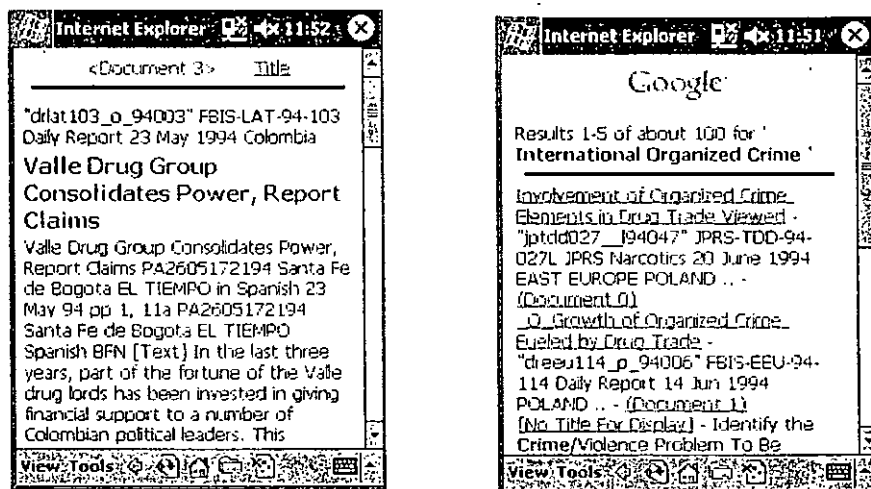 Internet Explorer 11:52
<Document 3> Title
"drlat103_o_94003" FBIS-LAT-94-103
Daily Report 23 May 1994 Colombia
Valle Drug Group
Consolidates Power, Report
Claims
Valle Drug Group Consolidates Power,
Report Claims PA2605172194 Santa Fe
de Bogota EL TIEMPO in Spanish 23
May 94 pp 1, 11a PA2605172194
Santa Fe de Bogota EL TIEMPO
Spanish BFN [Text] In the last three
years, part of the fortune of the Valle
drug lords has been invested in giving
financial support to a number of
Colombian political leaders. This
View Tools
Internet Explorer 11:51
Google
Results 1-5 of about 100 for '
International Organized Crime '
Involvement of Organized Crime
Elements in Drug Trade Viewed -
"jptdd027__l94047" JPRS-TDD-94-
027L JPRS Narcotics 20 June 1994
EAST EUROPE POLAND .. -
(Document 0)
_O_Growth of Organized Crime
Fueled by Drug Trade -
"dreeu114_p_94006" FBIS-EEU-94-
114 Daily Report 14 Jun 1994
POLAND .. - (Document 1)
[No Title For Display] - Identify the
Crime/Violence Problem To Be
View Tools